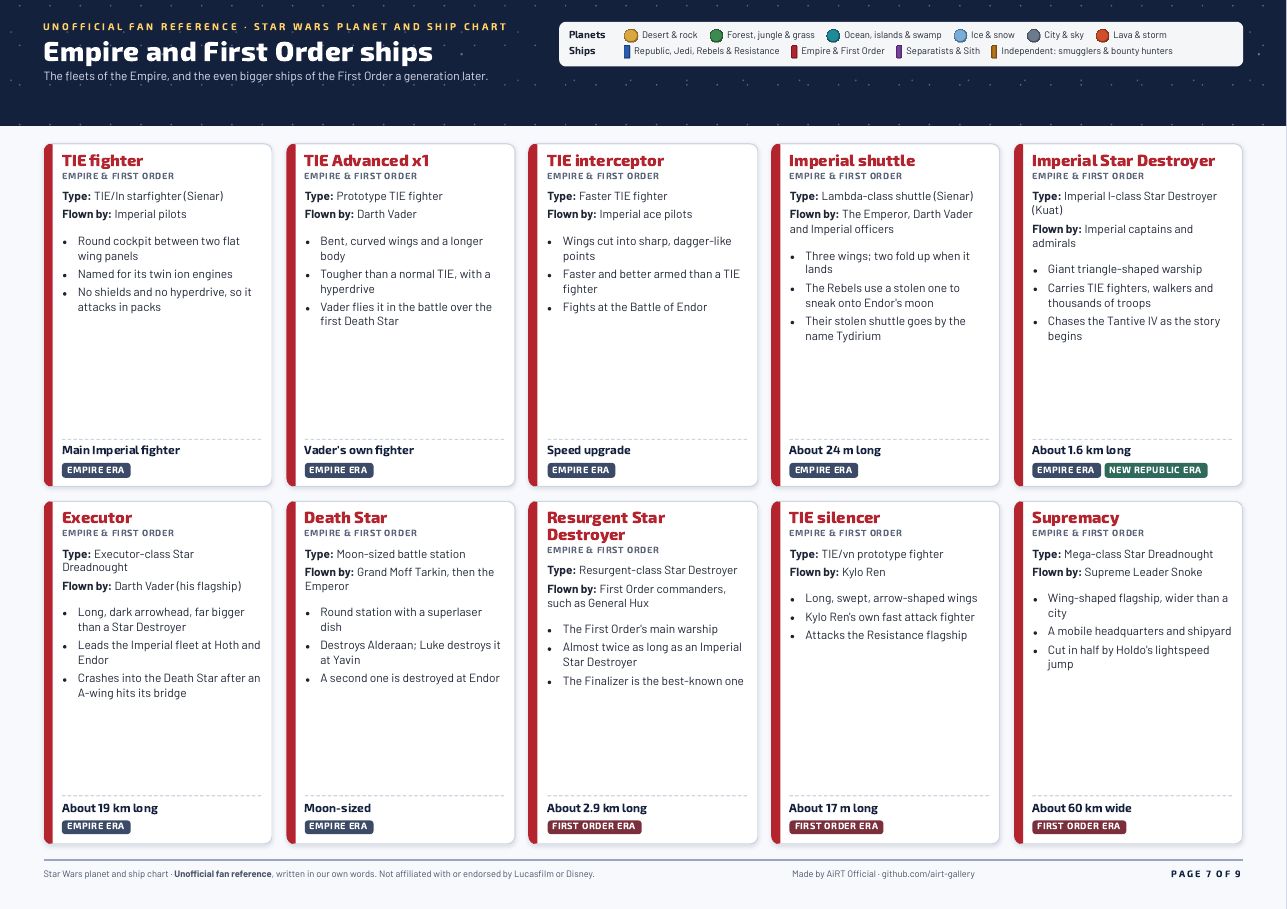 UNOFFICIAL FAN REFERENCE · STAR WARS PLANET AND SHIP CHART
Empire and First Order ships
The fleets of the Empire, and the even bigger ships of the First Order a generation later.
Planets Desert & rock Forest, jungle & grass Ocean, islands & swamp Ice & snow City & sky Lava & storm
Ships Republic, Jedi, Rebels & Resistance Empire & First Order Separatists & Sith Independent: smugglers & bounty hunters
TIE fighter
EMPIRE & FIRST ORDER
Type: TIE/ln starfighter (Sienar)
Flown by: Imperial pilots
• Round cockpit between two flat
wing panels
• Named for its twin ion engines
• No shields and no hyperdrive, so it
attacks in packs
Main Imperial fighter
EMPIRE ERA
TIE Advanced x1
EMPIRE & FIRST ORDER
Type: Prototype TIE fighter
Flown by: Darth Vader
• Bent, curved wings and a longer
body
• Tougher than a normal TIE, with a
hyperdrive
• Vader flies it in the battle over the
first Death Star
Vader's own fighter
EMPIRE ERA
TIE interceptor
EMPIRE & FIRST ORDER
Type: Faster TIE fighter
Flown by: Imperial ace pilots
• Wings cut into sharp, dagger-like
points
• Faster and better armed than a TIE
fighter
• Fights at the Battle of Endor
Speed upgrade
EMPIRE ERA
Imperial shuttle
EMPIRE & FIRST ORDER
Type: Lambda-class shuttle (Sienar)
Flown by: The Emperor, Darth Vader
and Imperial officers
• Three wings; two fold up when it
lands
• The Rebels use a stolen one to
sneak onto Endor's moon
• Their stolen shuttle goes by the
name Tydirium
About 24 m long
EMPIRE ERA
Imperial Star Destroyer
EMPIRE & FIRST ORDER
Type: Imperial I-class Star Destroyer
(Kuat)
Flown by: Imperial captains and
admirals
• Giant triangle-shaped warship
• Carries TIE fighters, walkers and
thousands of troops
• Chases the Tantive IV as the story
begins
About 1.6 km long
EMPIRE ERA NEW REPUBLIC ERA
Executor
EMPIRE & FIRST ORDER
Type: Executor-class Star
Dreadnought
Flown by: Darth Vader (his flagship)
• Long, dark arrowhead, far bigger
than a Star Destroyer
• Leads the Imperial fleet at Hoth and
Endor
• Crashes into the Death Star after an
A-wing hits its bridge
About 19 km long
EMPIRE ERA
Death Star
EMPIRE & FIRST ORDER
Type: Moon-sized battle station
Flown by: Grand Moff Tarkin, then the
Emperor
• Round station with a superlaser
dish
• Destroys Alderaan; Luke destroys it
at Yavin
• A second one is destroyed at Endor
Moon-sized
EMPIRE ERA
Resurgent Star
Destroyer
EMPIRE & FIRST ORDER
Type: Resurgent-class Star Destroyer
Flown by: First Order commanders,
such as General Hux
• The First Order's main warship
• Almost twice as long as an Imperial
Star Destroyer
• The Finalizer is the best-known one
About 2.9 km long
FIRST ORDER ERA
TIE silencer
EMPIRE & FIRST ORDER
Type: TIE/vn prototype fighter
Flown by: Kylo Ren
• Long, swept, arrow-shaped wings
• Kylo Ren's own fast attack fighter
• Attacks the Resistance flagship
About 17 m long
FIRST ORDER ERA
Supremacy
EMPIRE & FIRST ORDER
Type: Mega-class Star Dreadnought
Flown by: Supreme Leader Snoke
• Wing-shaped flagship, wider than a
city
• A mobile headquarters and shipyard
• Cut in half by Holdo's lightspeed
jump
About 60 km wide
FIRST ORDER ERA
Star Wars planet and ship chart · Unofficial fan reference, written in our own words. Not affiliated with or endorsed by Lucasfilm or Disney.
Made by AiRT Official · github.com/airt-gallery
PAGE 7 OF 9